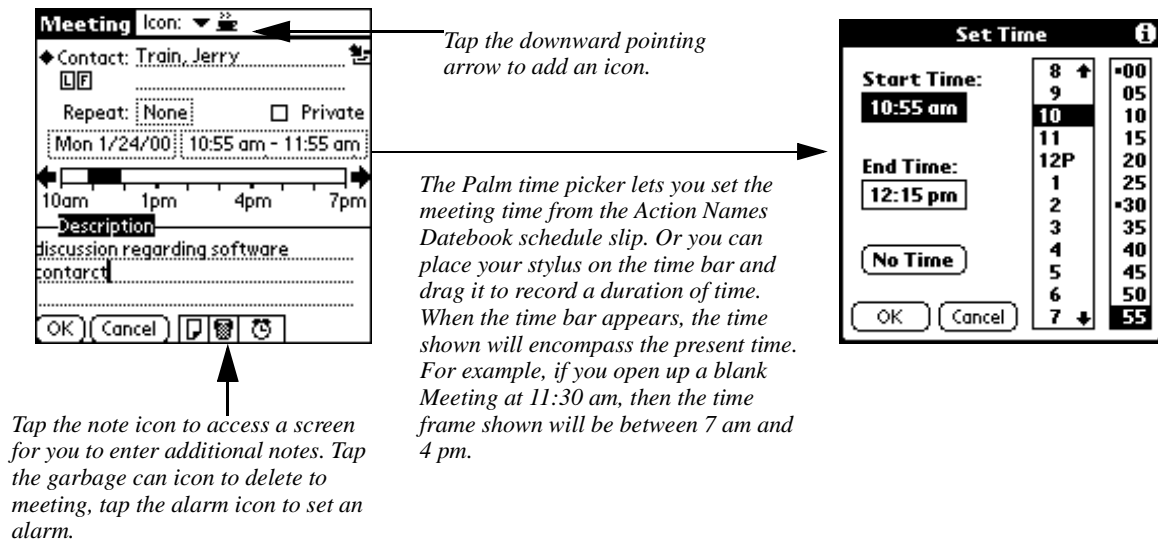 Meeting Icon:
Contact: Train, Jerry
L F
Repeat: None Private
Mon 1/24/00 10:55 am - 11:55 am
10am 1pm 4pm 7pm
Description
discussion regarding software
contarct
OK Cancel
Tap the downward pointing
arrow to add an icon.
The Palm time picker lets you set the
meeting time from the Action Names
Datebook schedule slip. Or you can
place your stylus on the time bar and
drag it to record a duration of time.
When the time bar appears, the time
shown will encompass the present time.
For example, if you open up a blank
Meeting at 11:30 am, then the time
frame shown will be between 7 am and
4 pm.
Tap the note icon to access a screen
for you to enter additional notes. Tap
the garbage can icon to delete to
meeting, tap the alarm icon to set an
alarm.
Set Time i
Start Time:
10:55 am
End Time:
12:15 pm
No Time
OK Cancel
8
9
10
11
12P
1
2
3
4
5
6
7
00
05
10
15
20
25
30
35
40
45
50
55